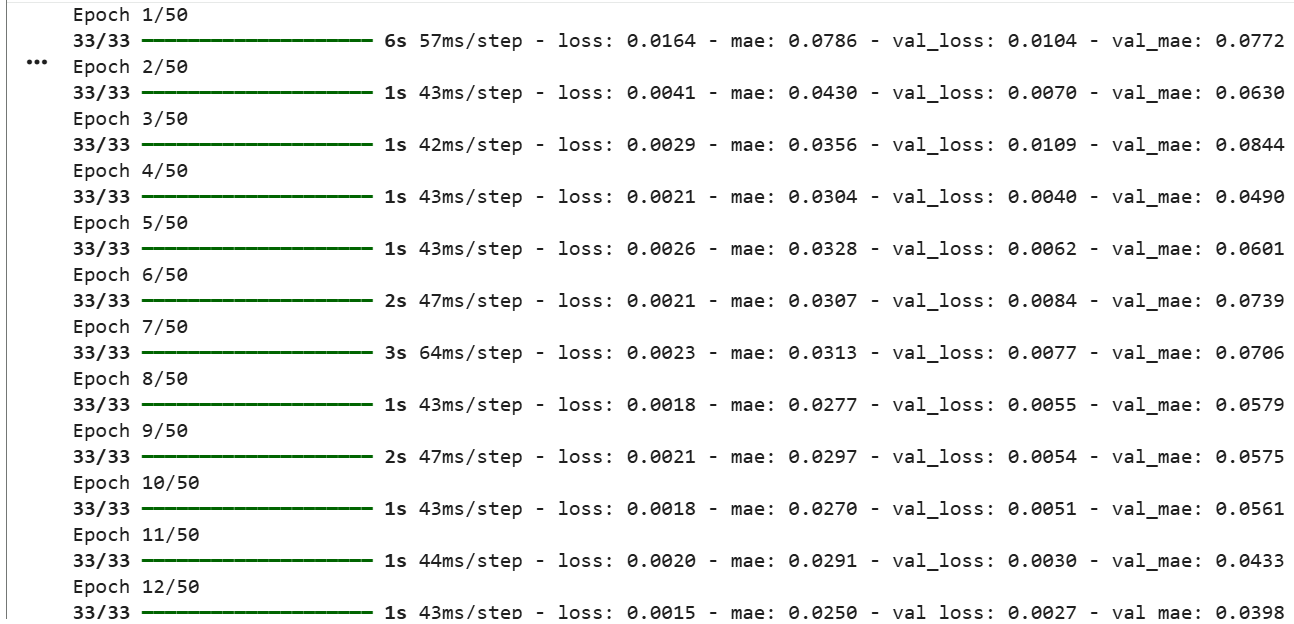 Epoch 1/50
33/33 ━━━━━━━━━━━━━━━━━━━━ 6s 57ms/step - loss: 0.0164 - mae: 0.0786 - val_loss: 0.0104 - val_mae: 0.0772
Epoch 2/50
33/33 ━━━━━━━━━━━━━━━━━━━━ 1s 43ms/step - loss: 0.0041 - mae: 0.0430 - val_loss: 0.0070 - val_mae: 0.0630
Epoch 3/50
33/33 ━━━━━━━━━━━━━━━━━━━━ 1s 42ms/step - loss: 0.0029 - mae: 0.0356 - val_loss: 0.0109 - val_mae: 0.0844
Epoch 4/50
33/33 ━━━━━━━━━━━━━━━━━━━━ 1s 43ms/step - loss: 0.0021 - mae: 0.0304 - val_loss: 0.0040 - val_mae: 0.0490
Epoch 5/50
33/33 ━━━━━━━━━━━━━━━━━━━━ 1s 43ms/step - loss: 0.0026 - mae: 0.0328 - val_loss: 0.0062 - val_mae: 0.0601
Epoch 6/50
33/33 ━━━━━━━━━━━━━━━━━━━━ 2s 47ms/step - loss: 0.0021 - mae: 0.0307 - val_loss: 0.0084 - val_mae: 0.0739
Epoch 7/50
33/33 ━━━━━━━━━━━━━━━━━━━━ 3s 64ms/step - loss: 0.0023 - mae: 0.0313 - val_loss: 0.0077 - val_mae: 0.0706
Epoch 8/50
33/33 ━━━━━━━━━━━━━━━━━━━━ 1s 43ms/step - loss: 0.0018 - mae: 0.0277 - val_loss: 0.0055 - val_mae: 0.0579
Epoch 9/50
33/33 ━━━━━━━━━━━━━━━━━━━━ 2s 47ms/step - loss: 0.0021 - mae: 0.0297 - val_loss: 0.0054 - val_mae: 0.0575
Epoch 10/50
33/33 ━━━━━━━━━━━━━━━━━━━━ 1s 43ms/step - loss: 0.0018 - mae: 0.0270 - val_loss: 0.0051 - val_mae: 0.0561
Epoch 11/50
33/33 ━━━━━━━━━━━━━━━━━━━━ 1s 44ms/step - loss: 0.0020 - mae: 0.0291 - val_loss: 0.0030 - val_mae: 0.0433
Epoch 12/50
33/33 ━━━━━━━━━━━━━━━━━━━━ 1s 43ms/step - loss: 0.0015 - mae: 0.0250 - val_loss: 0.0027 - val_mae: 0.0398